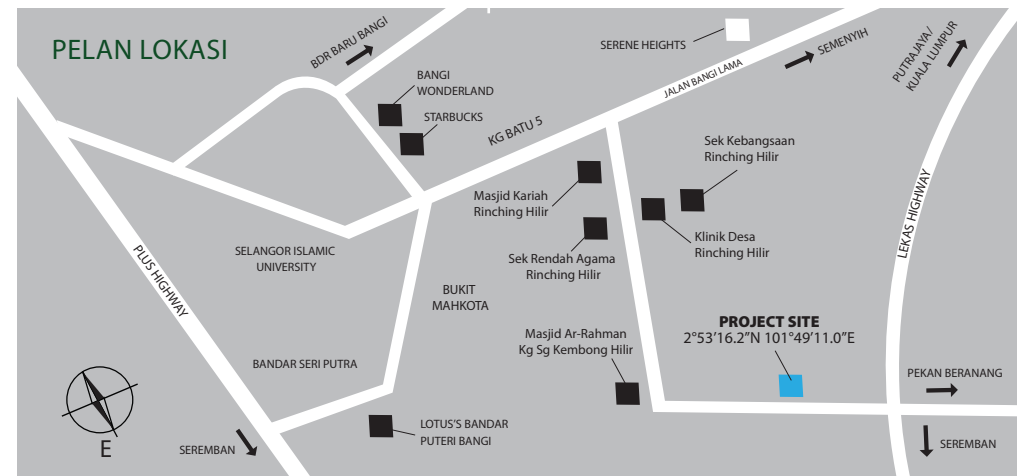 PELAN LOKASI
BDR BARU BANGI
SERENE HEIGHTS
SEMENYIH
PUTRAJAYA/
KUALA LUMPUR
BANGI
WONDERLAND
STARBUCKS
JALAN BANGI LAMA
KG BATU 5
Sek Kebangsaan
Rinching Hilir
Masjid Kariah
Rinching Hilir
LEKAS HIGHWAY
Klinik Desa
Rinching Hilir
SELANGOR ISLAMIC
UNIVERSITY
Sek Rendah Agama
Rinching Hilir
PLUS HIGHWAY
BUKIT
MAHKOTA
PROJECT SITE
2°53’16.2”N 101°49’11.0”E
Masjid Ar-Rahman
Kg Sg Kembong Hilir
BANDAR SERI PUTRA
PEKAN BERANANG
LOTUS’S BANDAR
PUTERI BANGI
E
SEREMBAN
SEREMBAN